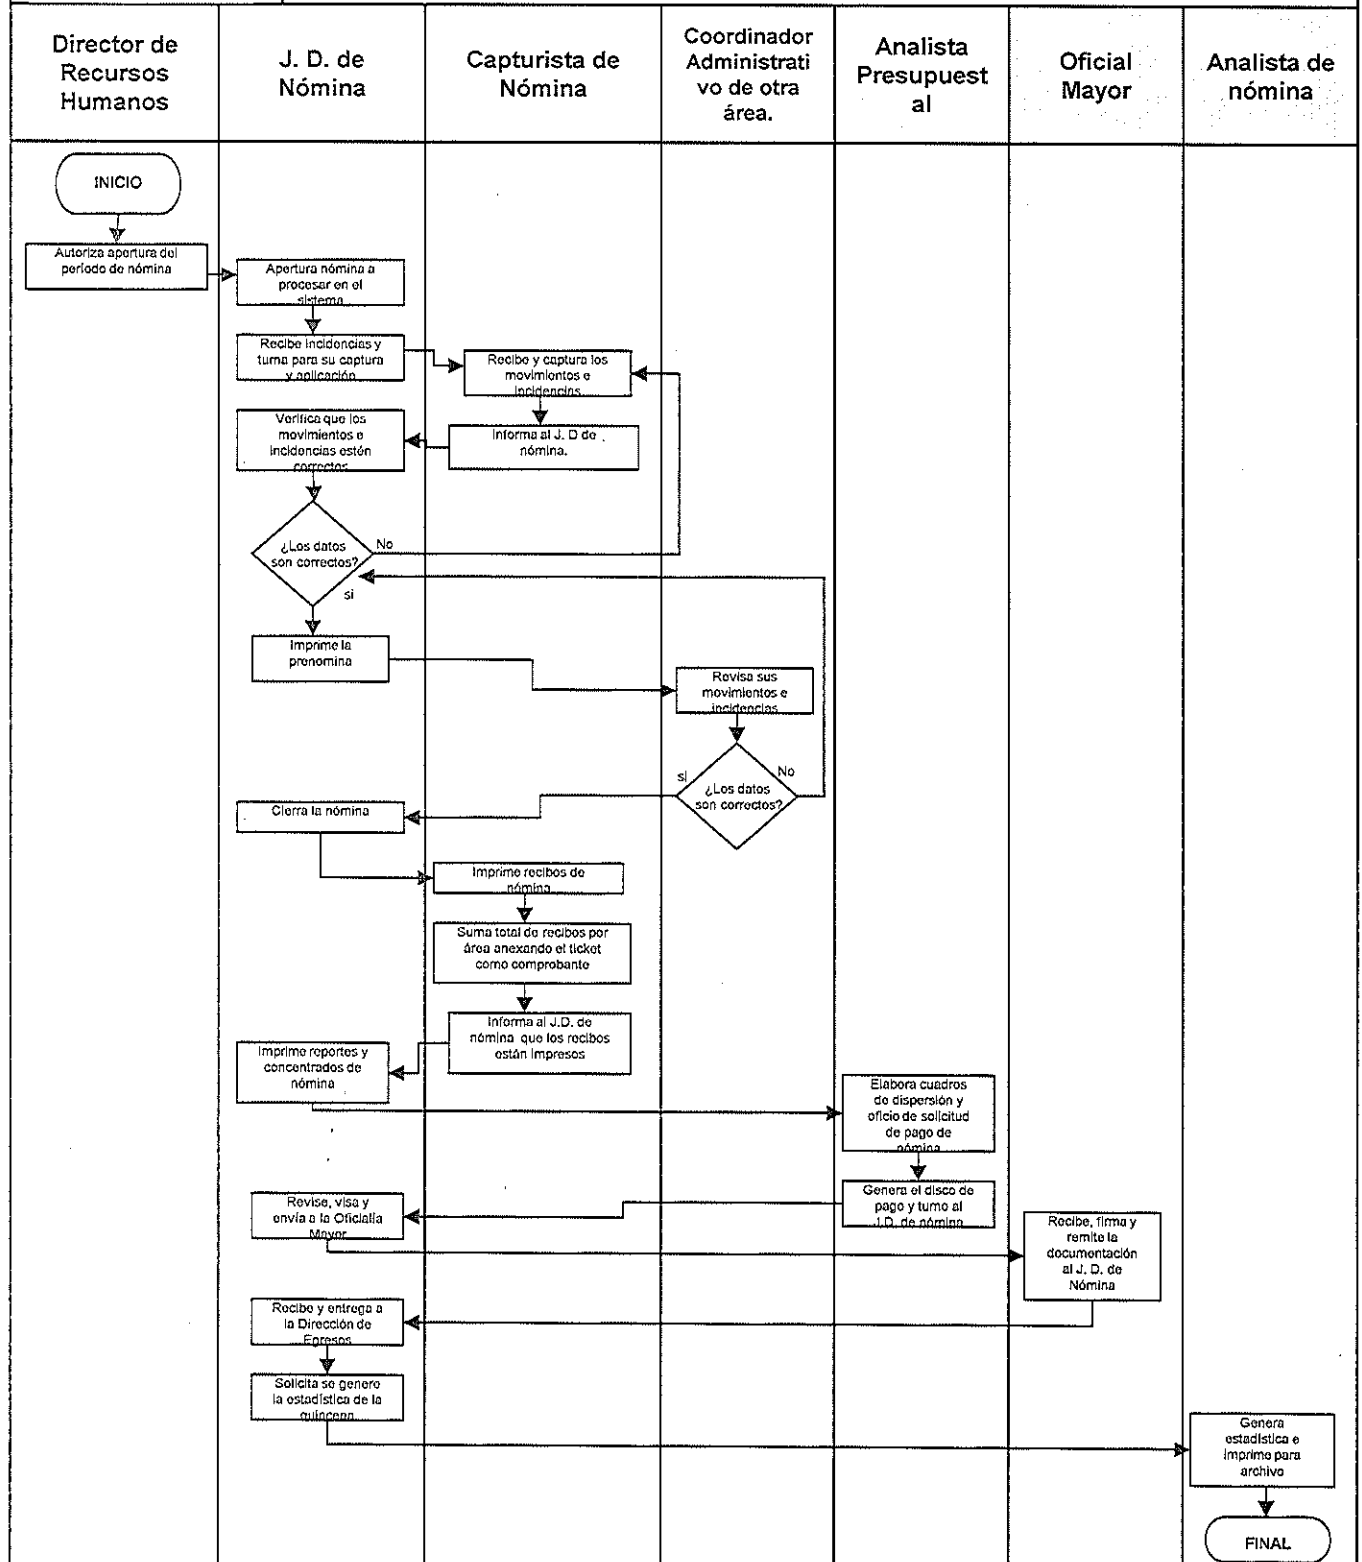 Director de
Recursos
Humanos
J. D. de
Nómina
Capturista de
Nómina
Coordinador
Administrati
vo de otra
área.
Analista
Presupuest
al
Oficial
Mayor
Analista de
nómina
INICIO
Autoriza apertura del
período de nómina
Apertura nómina a
procesar en el
sistema
Recibe incidencias y
turna para su captura
y aplicación
Recibe y captura los
movimientos e
incidencias
Verifica que los
movimientos e
incidencias estén
correctos
Informa al J. D de
nómina.
¿Los datos
son correctos?
No
si
Imprime la
prenomina
Revisa sus
movimientos e
incidencias
si
No
¿Los datos
son correctos?
Cierra la nómina
Imprime recibos de
nómina
Suma total de recibos por
área anexando el ticket
como comprobante
Informa al J.D. de
nómina que los recibos
están impresos
Imprime reportes y
concentrados de
nómina
Elabora cuadros
de dispersión y
oficio de solicitud
de pago de
nómina
Genera el disco de
pago y turno al
J.D. de nómina
Revise, visa y
envía a la Oficialía
Mayor
Recibe, firma y
remite la
documentación
al J. D. de
Nómina
Recibe y entrega a
la Dirección de
Egresos
Solicita se genere
la estadística de la
quincena
Genera
estadística e
imprime para
archivo
FINAL